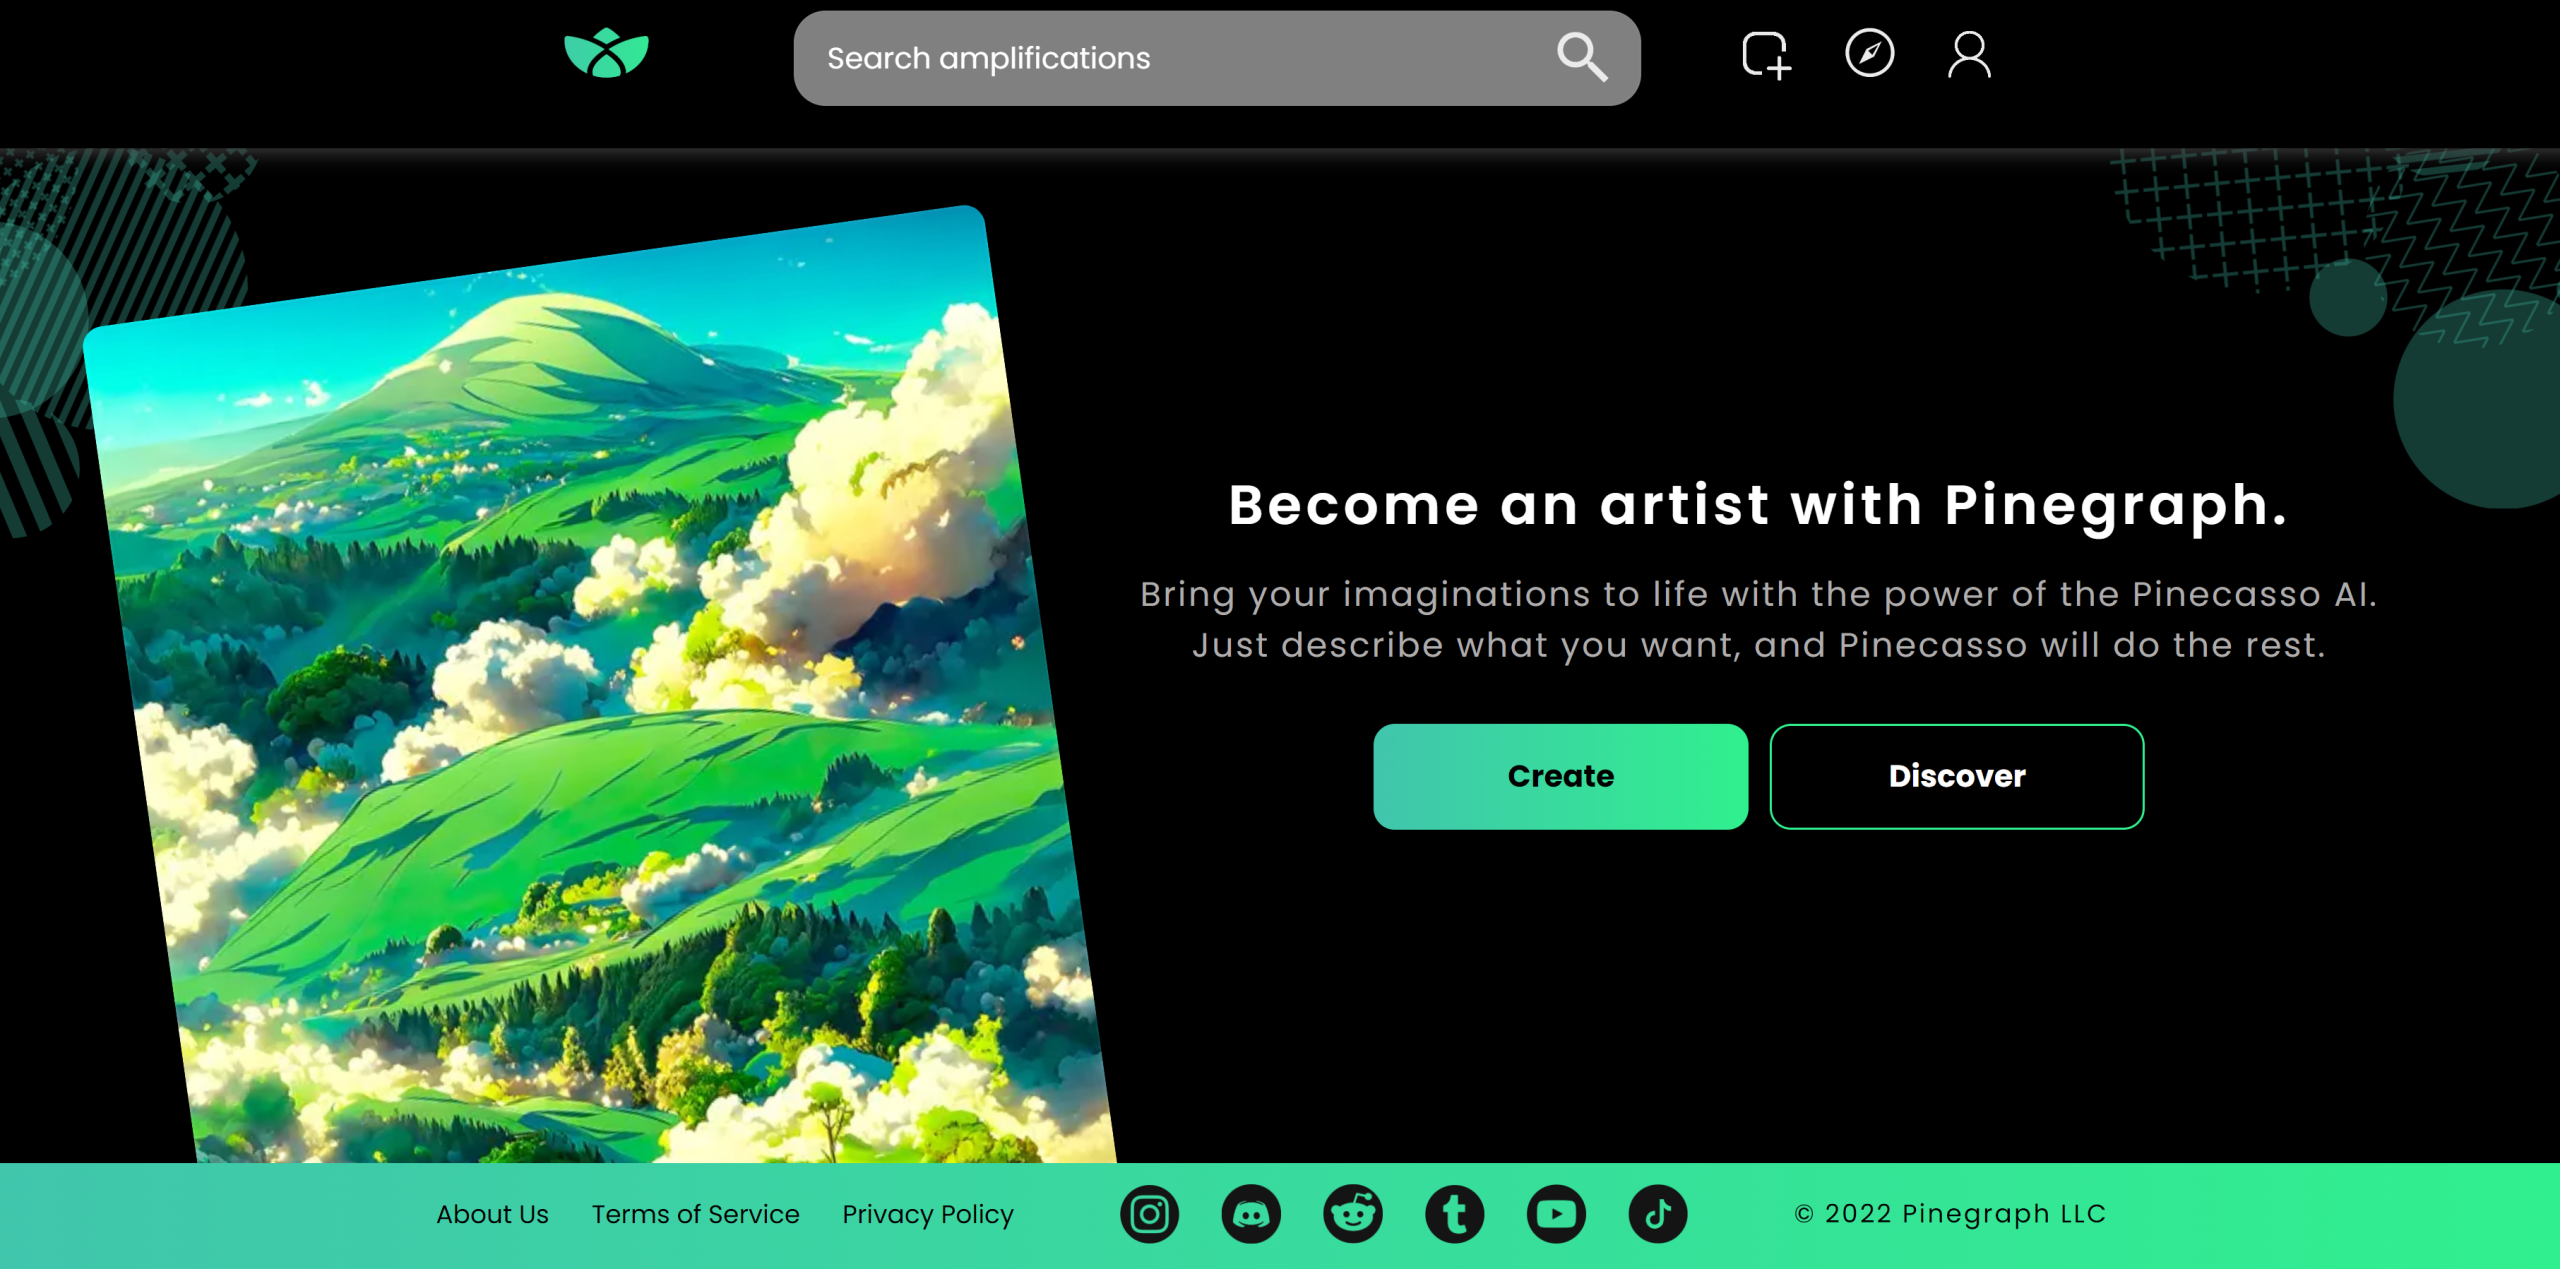 Search amplifications
Become an artist with Pinegraph.
Bring your imaginations to life with the power of the Pinecasso AI.
Just describe what you want, and Pinecasso will do the rest.
Create
Discover
About Us
Terms of Service
Privacy Policy
© 2022 Pinegraph LLC